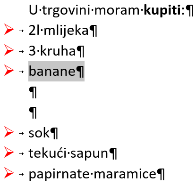 U trgovini moram kupiti:¶
➢ → 2l mlijeka¶
➢ → 3 kruha¶
➢ → banane¶
¶
¶
➢ → sok¶
➢ → tekući sapun¶
➢ → papirnate maramice¶